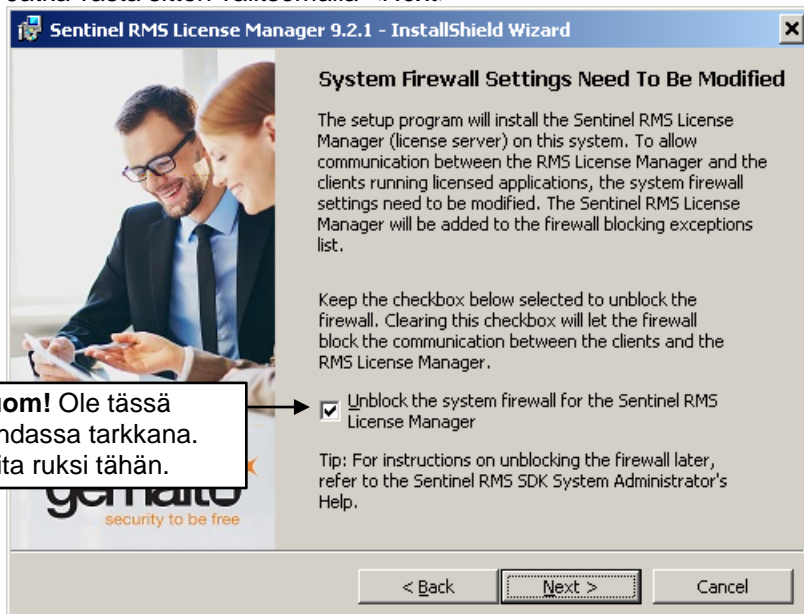 Sentinel RMS License Manager 9.2.1 - InstallShield Wizard
System Firewall Settings Need To Be Modified
The setup program will install the Sentinel RMS License
Manager (license server) on this system. To allow
communication between the RMS License Manager and the
clients running licensed applications, the system firewall
settings need to be modified. The Sentinel RMS License
Manager will be added to the firewall blocking exceptions
list.
Keep the checkbox below selected to unblock the
firewall. Clearing this checkbox will let the firewall
block the communication between the clients and the
RMS License Manager.
uom! Ole tässä
hdassa tarkkana.
ita ruksi tähän.
Unblock the system firewall for the Sentinel RMS
License Manager
Tip: For instructions on unblocking the firewall later,
refer to the Sentinel RMS SDK System Administrator's
Help.
gemalto
security to be free
< Back
Next >
Cancel